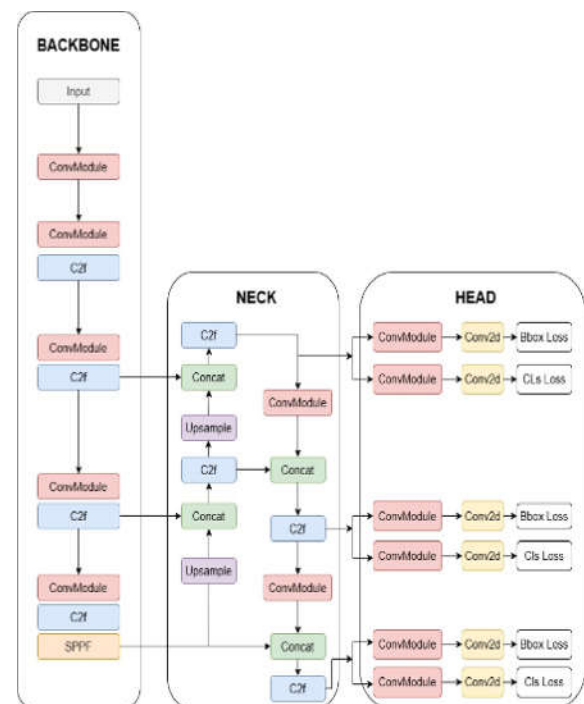 BACKBONE
Input
ConvModule
ConvModule
C2f
ConvModule
C2f
ConvModule
C2f
ConvModule
C2f
SPPF
NECK
C2f
Concat
Upsample
C2f
Concat
Upsample
ConvModule
Concat
C2f
ConvModule
Concat
C2f
HEAD
ConvModule Conv2d Bbox Loss
ConvModule Conv2d CLs Loss
ConvModule Conv2d Bbox Loss
ConvModule Conv2d Cls Loss
ConvModule Conv2d Bbox Loss
ConvModule Conv2d Cls Loss